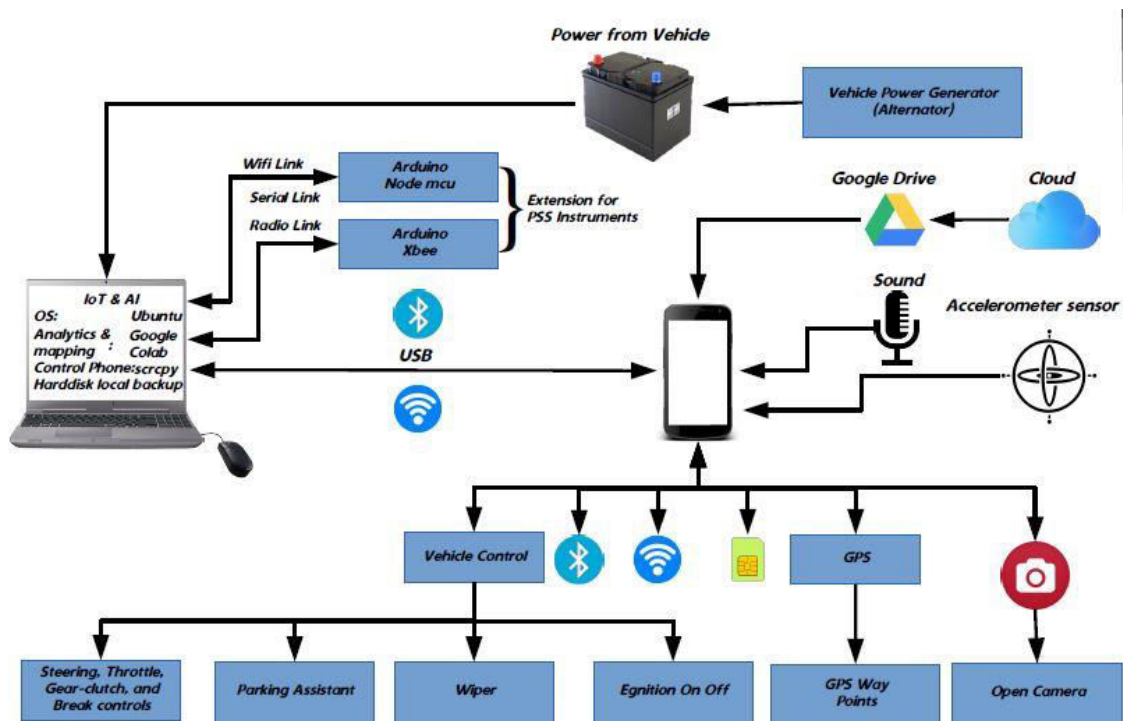 Power from Vehicle
Vehicle Power Generator
(Alternator)
Wifi Link
Arduino
Node mcu
Serial Link
Extension for
PSS Instruments
Radio Link
Arduino
Xbee
Google Drive
Cloud
Sound
Accelerometer sensor
IoT & AI
OS: Ubuntu
Analytics & Google
mapping : Colab
Control Phone:scrcpy
Harddisk local backup
USB
Vehicle Control
GPS
Steering, Throttle,
Gear-clutch, and
Break controls
Parking Assistant
Wiper
Egnition On Off
GPS Way
Points
Open Camera